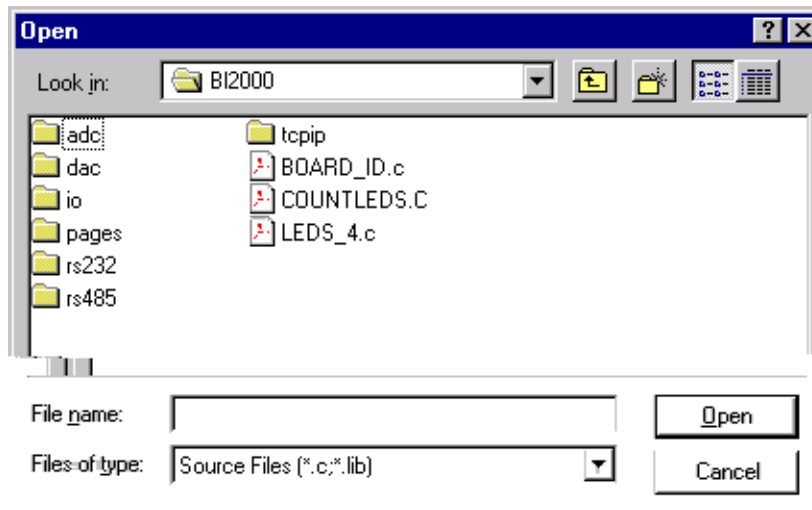 Open
Look in: BI2000
adc
dac
io
pages
rs232
rs485
tcpip
BOARD_ID.c
COUNTLEDS.C
LEDS_4.c
File name: Open
Files of type: Source Files (*.c;*.lib) Cancel